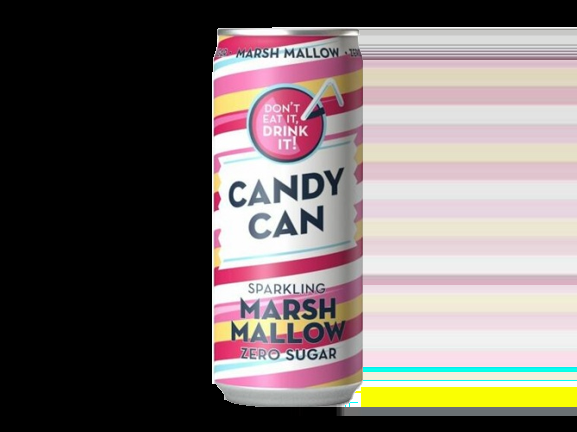 MARSH MALLOW
DON'T
EAT IT,
DRINK
IT!
CANDY
CAN
SPARKLING
MARSH
MALLOW
ZERO SUGAR